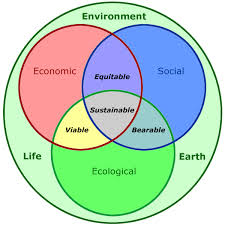 Environment
Economic
Social
Equitable
Sustainable
Viable
Bearable
Life
Earth
Ecological